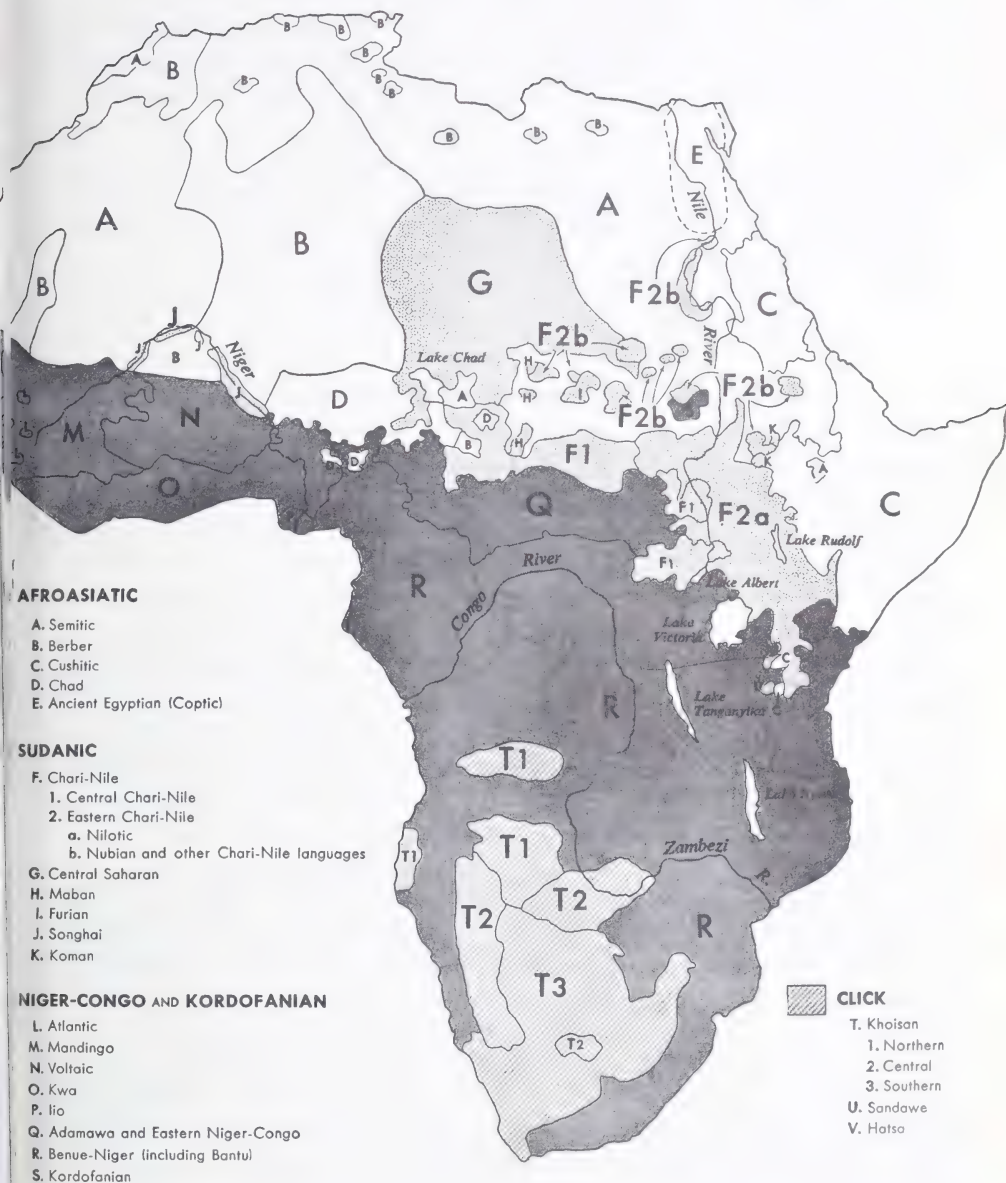 B
A
B
B
B
B
B
B
B
B
B
B
E
Nile
A
A
B
G
F2b
C
B
J
J
J
B
Niger
J
Lake Chad
H
F2b
River
D
A
H
I
F2b
F2b
M
N
D
B
H
F1
K
K
A
D
D
O
Q
F1
F2a
C
Lake Rudolf
River
F1
Lake Albert
R
Congo
Lake
Victoria
C
R
Lake
Tanganyika
T1
T1
T1
Zambezi
R.
T2
T2
R
T3
T2
AFROASIATIC
A. Semitic
B. Berber
C. Cushitic
D. Chad
E. Ancient Egyptian (Coptic)
SUDANIC
F. Chari-Nile
1. Central Chari-Nile
2. Eastern Chari-Nile
a. Nilotic
b. Nubian and other Chari-Nile languages
G. Central Saharan
H. Maban
I. Furian
J. Songhai
K. Koman
NIGER-CONGO AND KORDOFANIAN
L. Atlantic
M. Mandingo
N. Voltaic
O. Kwa
P. Ijo
Q. Adamawa and Eastern Niger-Congo
R. Benue-Niger (including Bantu)
S. Kordofanian
CLICK
T. Khoisan
1. Northern
2. Central
3. Southern
U. Sandawe
V. Hatsa